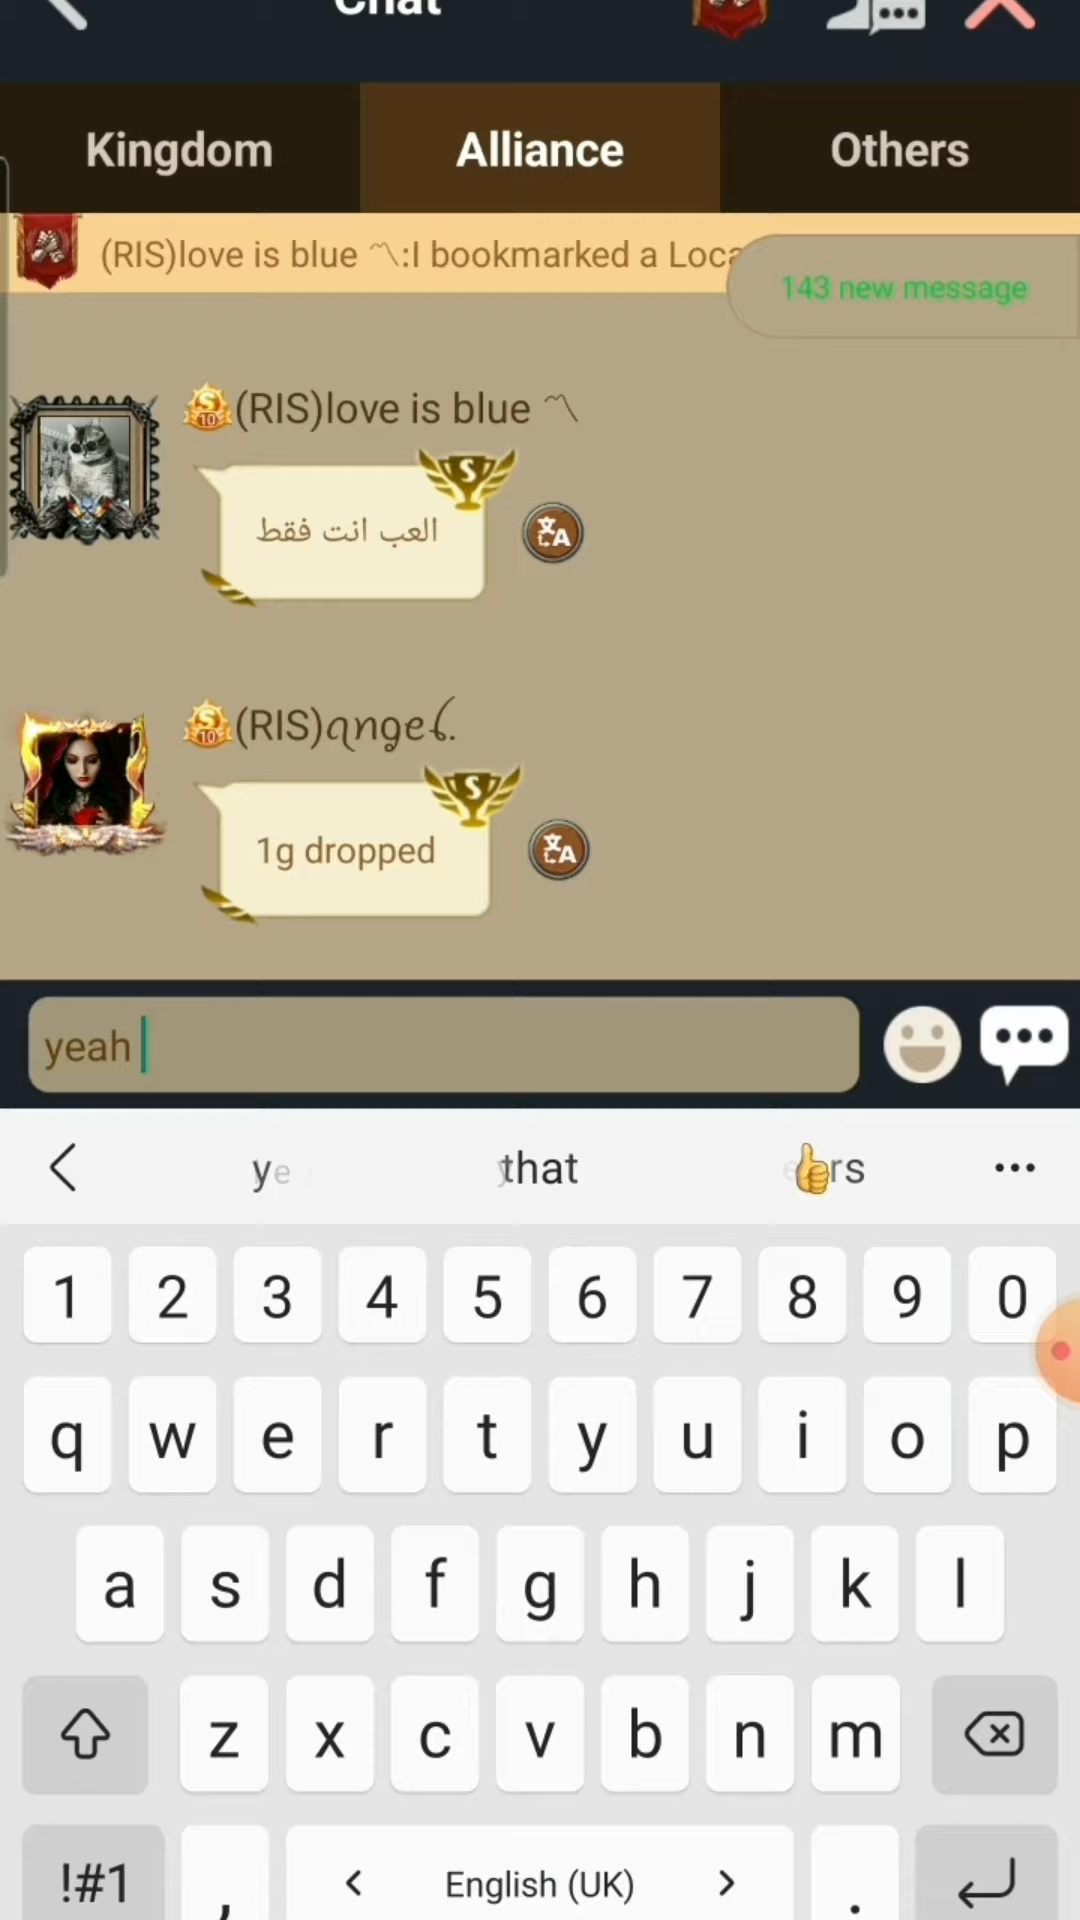 Chat
Kingdom
Alliance
Others
(RIS)love is blue 〽:I bookmarked a Loca
143 new message
S
10
(RIS)love is blue 〽
S
العب انت فقط
S
10
(RIS)angel.
S
1g dropped
yeah
ye
that
👍rs
1 2 3 4 5 6 7 8 9 0
q w e r t y u i o p
a s d f g h j k l
z x c v b n m
!#1 , < English (UK) > .